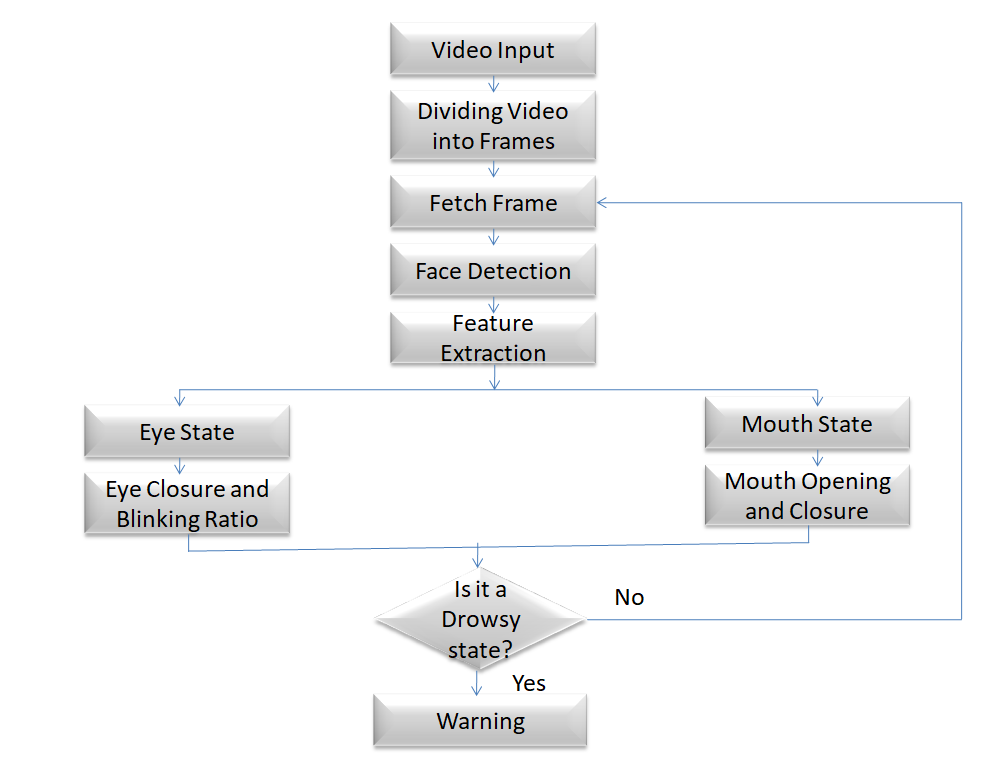 Video Input
Dividing Video
into Frames
Fetch Frame
Face Detection
Feature
Extraction
Eye State
Mouth State
Eye Closure and
Blinking Ratio
Mouth Opening
and Closure
Is it a
Drowsy
state?
No
Yes
Warning